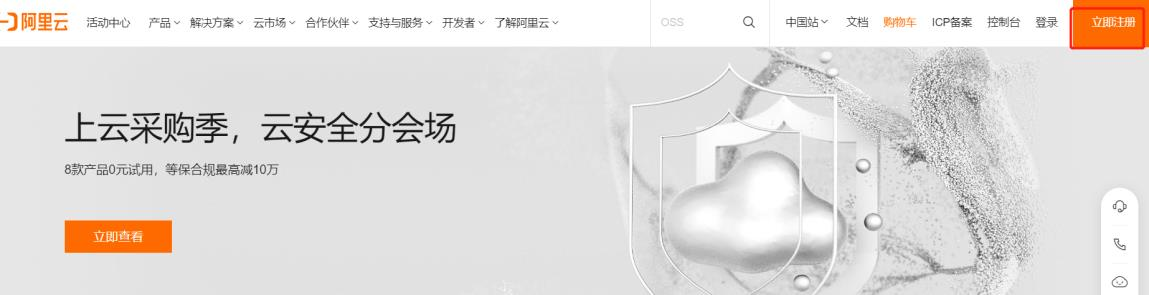 阿里云 活动中心 产品 解决方案 云市场 合作伙伴 支持与服务 开发者 了解阿里云 OSS 中国站 文档 购物车 ICP备案 控制台 登录 立即注册
上云采购季，云安全分会场
8款产品0元试用，等保合规最高减10万
立即查看